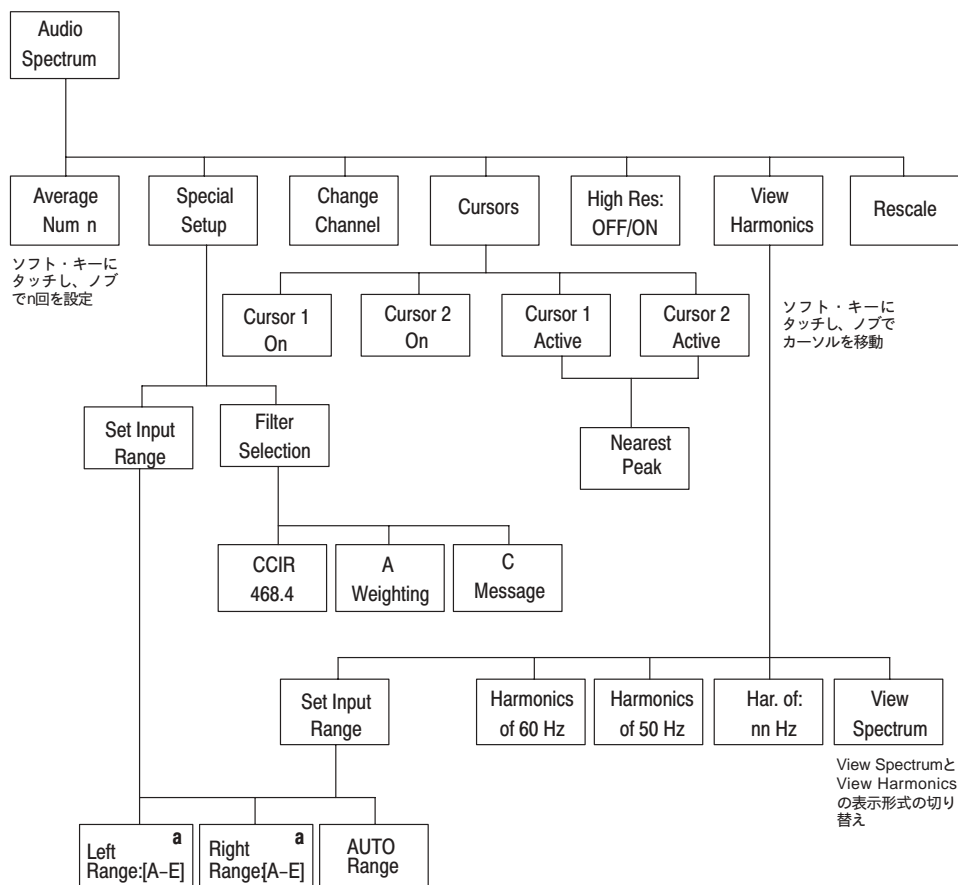 Audio
Spectrum
Average
Num n
Special
Setup
Change
Channel
Cursors
High Res:
OFF/ON
View
Harmonics
Rescale
ソフト・キーに
タッチし、ノブ
でn回を設定
ソフト・キーに
タッチし、ノブで
カーソルを移動
Cursor 1
On
Cursor 2
On
Cursor 1
Active
Cursor 2
Active
Set Input
Range
Filter
Selection
Nearest
Peak
CCIR
468.4
A
Weighting
C
Message
Set Input
Range
Harmonics
of 60 Hz
Harmonics
of 50 Hz
Har. of:
nn Hz
View
Spectrum
View Spectrumと
View Harmonics
の表示形式の切り
替え
a
Left
Range:[A–E]
a
Right
Range:[A–E]
AUTO
Range